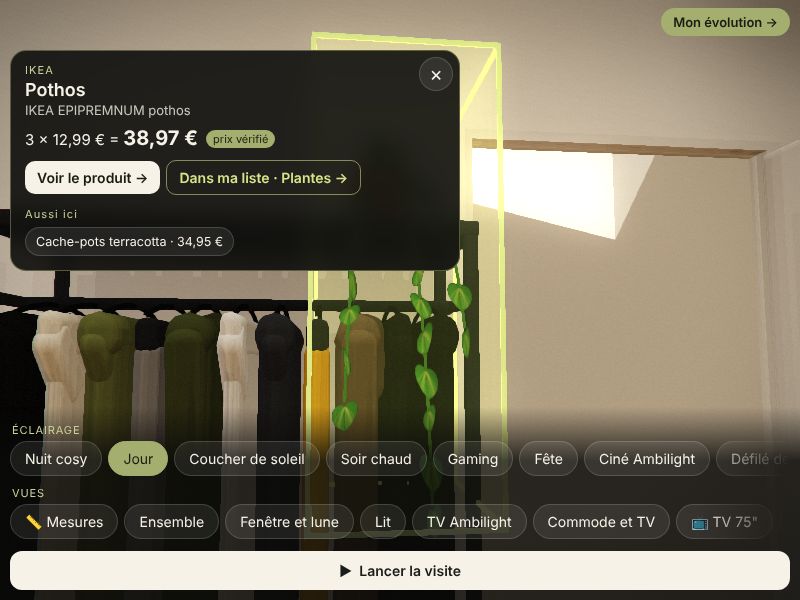 Mon évolution →
IKEA
Pothos
IKEA EPIPREMNUM pothos
3 × 12,99 € = 38,97 € prix vérifié
Voir le produit → Dans ma liste · Plantes →
Aussi ici
Cache-pots terracotta · 34,95 €
ÉCLAIRAGE
Nuit cosy Jour Coucher de soleil Soir chaud Gaming Fête Ciné Ambilight Défilé de
VUES
📏 Mesures Ensemble Fenêtre et lune Lit TV Ambilight Commode et TV 📺 TV 75"
▶ Lancer la visite